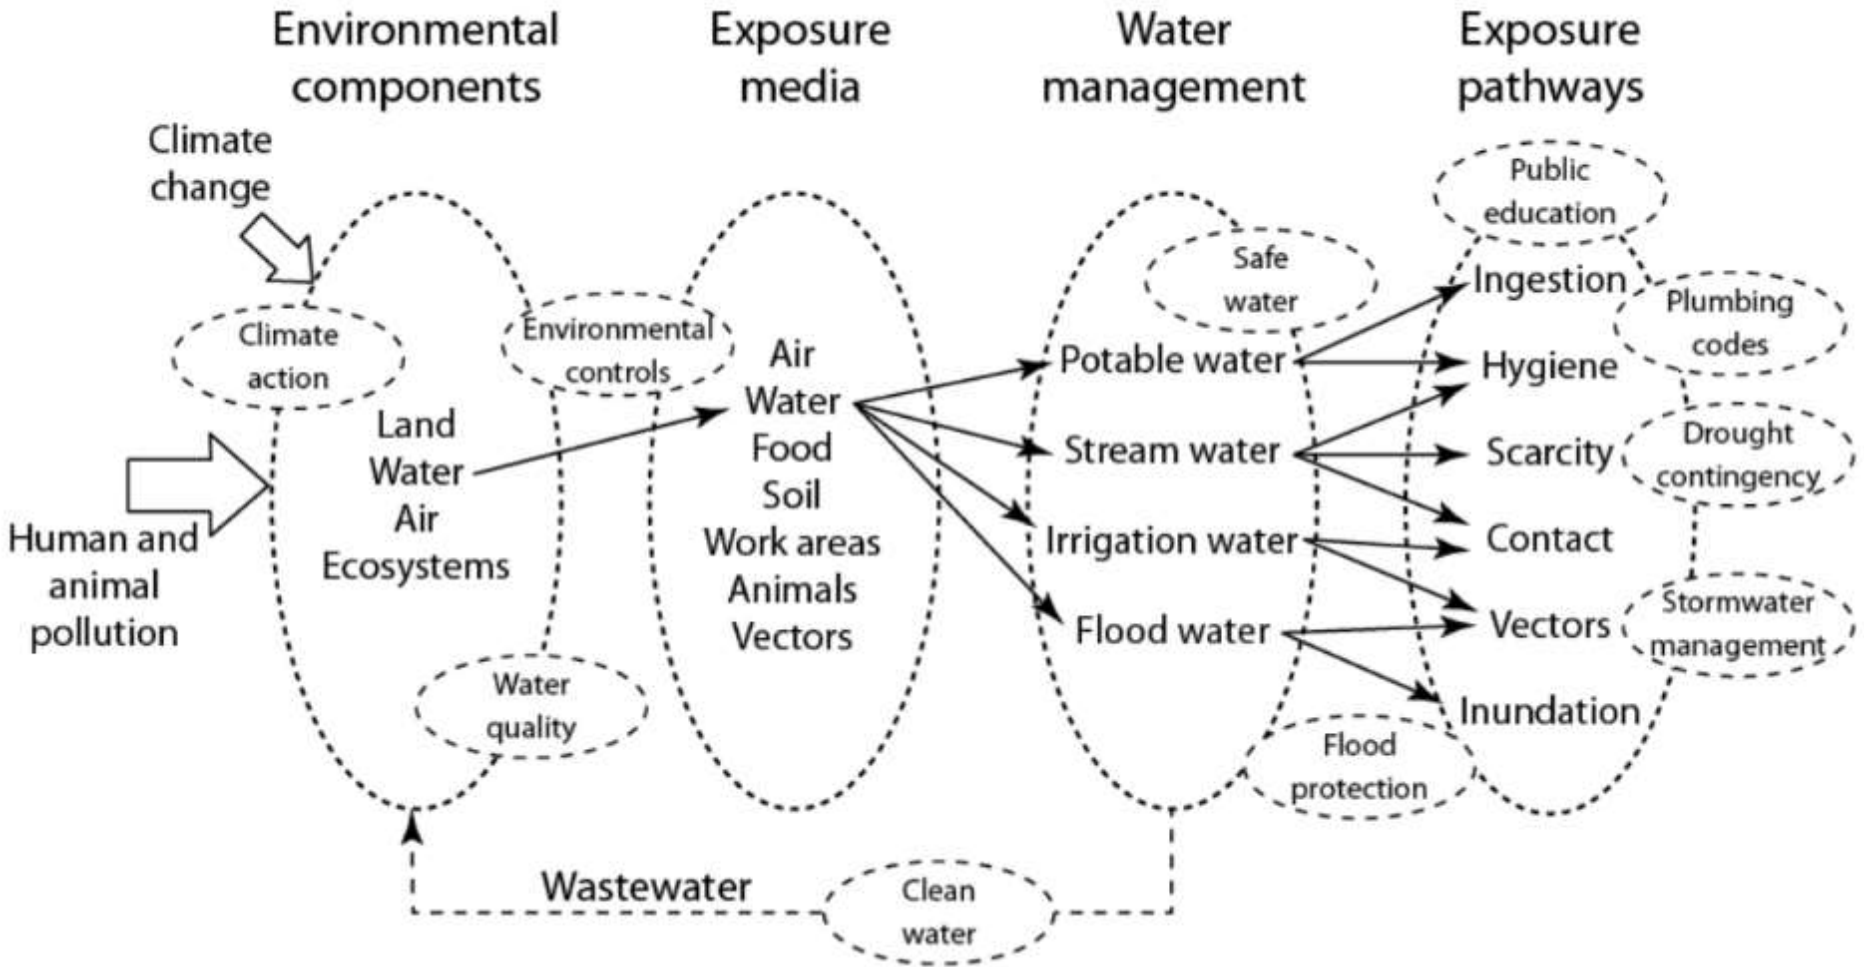 Environmental
components
Exposure
media
Water
management
Exposure
pathways
Climate
change
Human and
animal
pollution
Climate
action
Land
Water
Air
Ecosystems
Water
quality
Environmental
controls
Air
Water
Food
Soil
Work areas
Animals
Vectors
Safe
water
Potable water
Stream water
Irrigation water
Flood water
Flood
protection
Public
education
Ingestion
Hygiene
Scarcity
Contact
Vectors
Inundation
Plumbing
codes
Drought
contingency
Stormwater
management
Wastewater
Clean
water